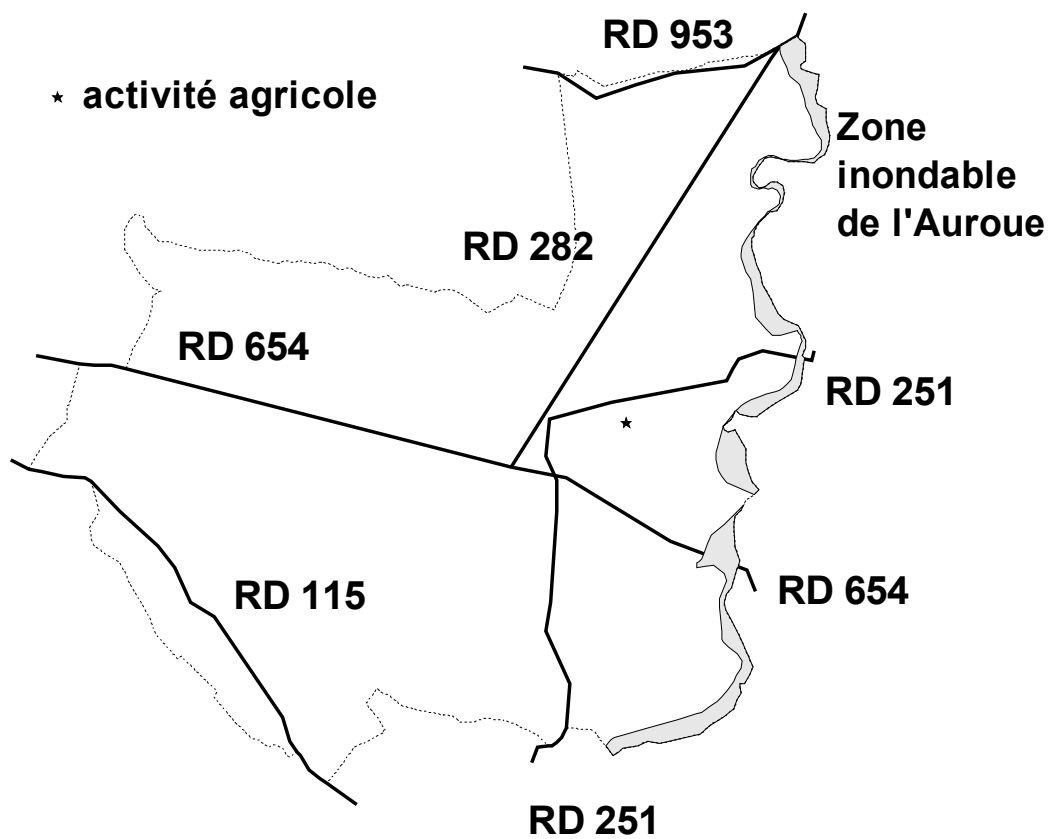 RD 953
activité agricole
Zone
inondable
de l'Auroue
RD 282
RD 654
RD 251
RD 115
RD 654
RD 251